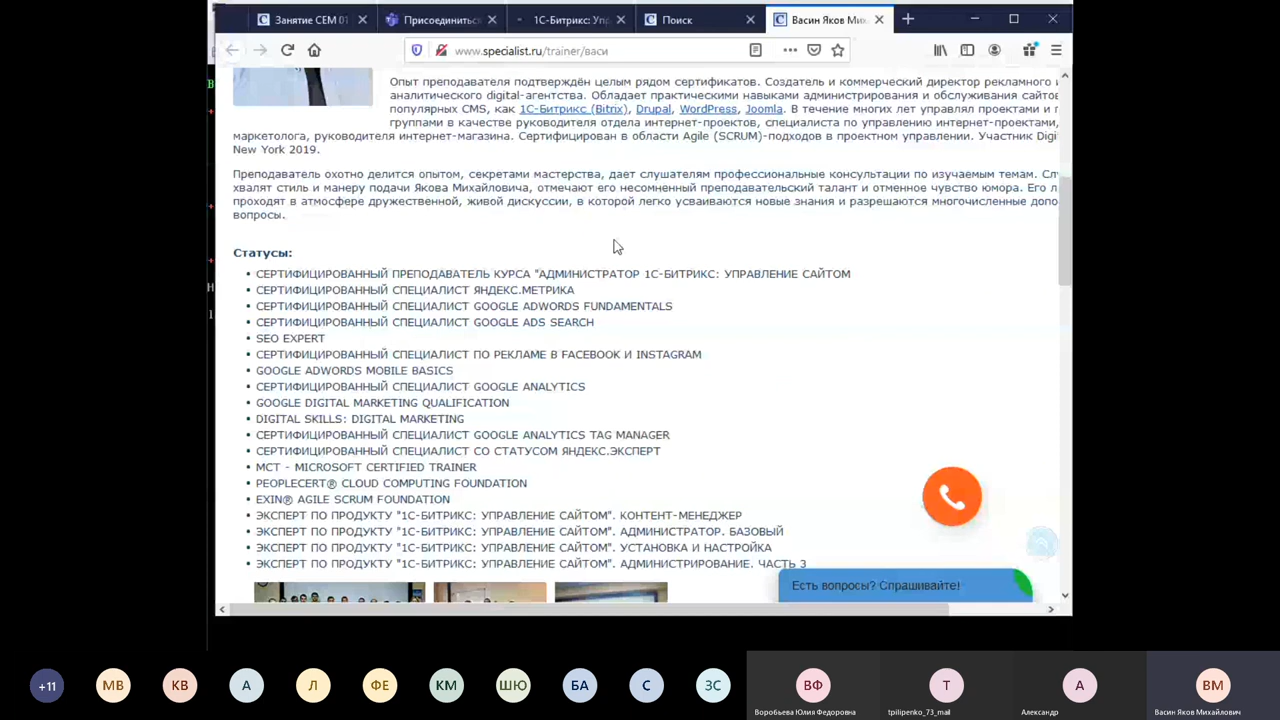 Занятие СЕМ 01
Присоединиться
1С-Битрикс: Упр
Поиск
Васин Яков Мих
www.specialist.ru/trainer/васи
Опыт преподавателя подтверждён целым рядом сертификатов. Создатель и коммерческий директор рекламного и
аналитического digital-агентства. Обладает практическими навыками администрирования и обслуживания сайтов
популярных CMS, как 1С-Битрикс (Bitrix), Drupal, WordPress, Joomla. В течение многих лет управлял проектами и г
группами в качестве руководителя отдела интернет-проектов, специалиста по управлению интернет-проектами,
маркетолога, руководителя интернет-магазина. Сертифицирован в области Agile (SCRUM)-подходов в проектном управлении. Участник Digi
New York 2019.
Преподаватель охотно делится опытом, секретами мастерства, дает слушателям профессиональные консультации по изучаемым темам. Слу
хвалят стиль и манеру подачи Якова Михайловича, отмечают его несомненный преподавательский талант и отменное чувство юмора. Его л
проходят в атмосфере дружественной, живой дискуссии, в которой легко усваиваются новые знания и разрешаются многочисленные допо
вопросы.
Статусы:
• СЕРТИФИЦИРОВАННЫЙ ПРЕПОДАВАТЕЛЬ КУРСА "АДМИНИСТРАТОР 1С-БИТРИКС: УПРАВЛЕНИЕ САЙТОМ
• СЕРТИФИЦИРОВАННЫЙ СПЕЦИАЛИСТ ЯНДЕКС.МЕТРИКА
• СЕРТИФИЦИРОВАННЫЙ СПЕЦИАЛИСТ GOOGLE ADWORDS FUNDAMENTALS
• СЕРТИФИЦИРОВАННЫЙ СПЕЦИАЛИСТ GOOGLE ADS SEARCH
• SEO EXPERT
• СЕРТИФИЦИРОВАННЫЙ СПЕЦИАЛИСТ ПО РЕКЛАМЕ В FACEBOOK И INSTAGRAM
• GOOGLE ADWORDS MOBILE BASICS
• СЕРТИФИЦИРОВАННЫЙ СПЕЦИАЛИСТ GOOGLE ANALYTICS
• GOOGLE DIGITAL MARKETING QUALIFICATION
• DIGITAL SKILLS: DIGITAL MARKETING
• СЕРТИФИЦИРОВАННЫЙ СПЕЦИАЛИСТ GOOGLE ANALYTICS TAG MANAGER
• СЕРТИФИЦИРОВАННЫЙ СПЕЦИАЛИСТ СО СТАТУСОМ ЯНДЕКС.ЭКСПЕРТ
• MCT - MICROSOFT CERTIFIED TRAINER
• PEOPLECERT® CLOUD COMPUTING FOUNDATION
• EXIN® AGILE SCRUM FOUNDATION
• ЭКСПЕРТ ПО ПРОДУКТУ "1С-БИТРИКС: УПРАВЛЕНИЕ САЙТОМ". КОНТЕНТ-МЕНЕДЖЕР
• ЭКСПЕРТ ПО ПРОДУКТУ "1С-БИТРИКС: УПРАВЛЕНИЕ САЙТОМ". АДМИНИСТРАТОР. БАЗОВЫЙ
• ЭКСПЕРТ ПО ПРОДУКТУ "1С-БИТРИКС: УПРАВЛЕНИЕ САЙТОМ". УСТАНОВКА И НАСТРОЙКА
• ЭКСПЕРТ ПО ПРОДУКТУ "1С-БИТРИКС: УПРАВЛЕНИЕ САЙТОМ". АДМИНИСТРИРОВАНИЕ. ЧАСТЬ 3
Есть вопросы? Спрашивайте!
+11
МВ
КВ
А
Л
ФЕ
КМ
ШЮ
БА
С
ЗС
ВФ
Т
А
ВМ
Воробьева Юлия Федоровна
tpilipenko_73_mail
Александр
Васин Яков Михайлович